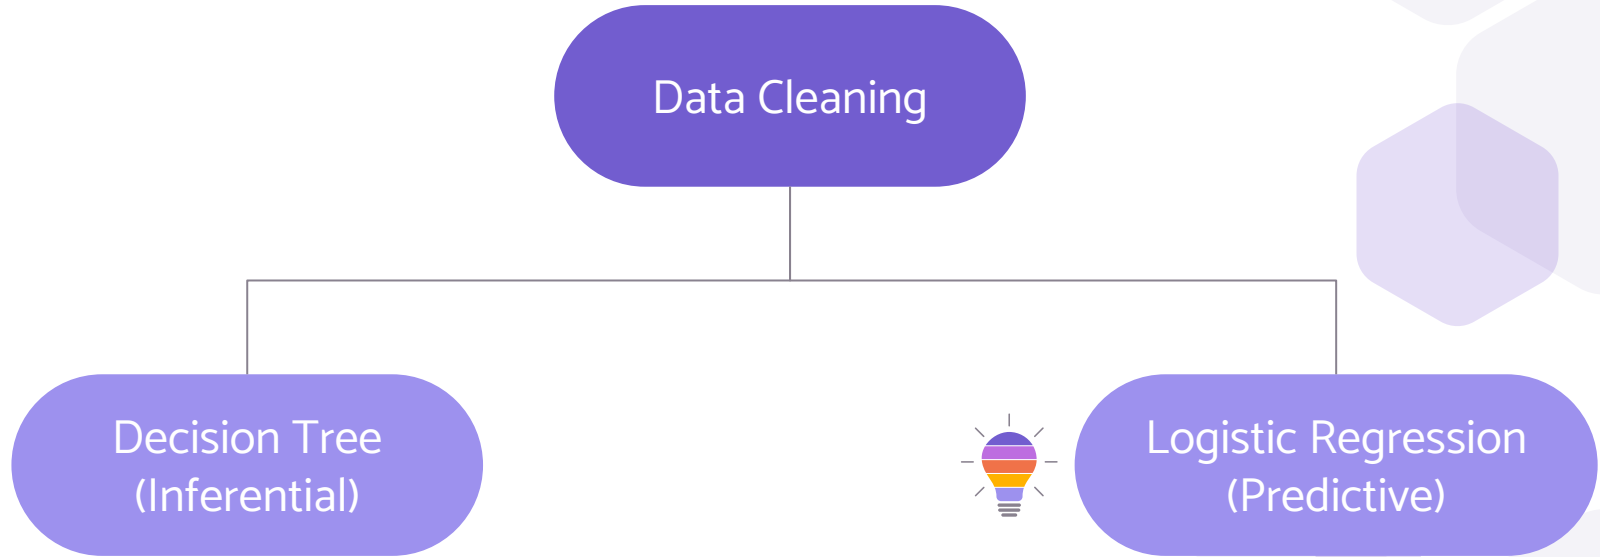 Data Cleaning
Decision Tree
(Inferential)
Logistic Regression
(Predictive)